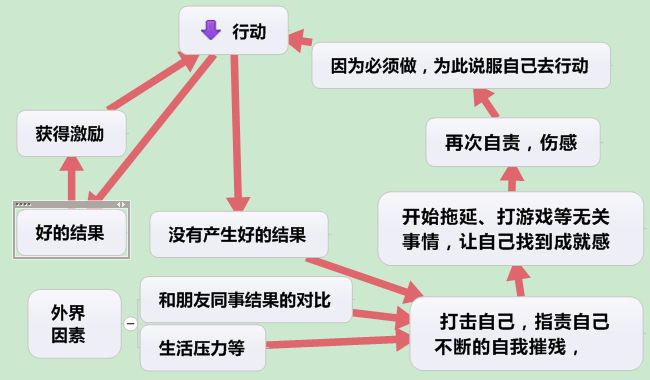 行动
因为必须做，为此说服自己去行动
获得激励
再次自责，伤感
好的结果
没有产生好的结果
开始拖延、打游戏等无关
事情，让自己找到成就感
外界
因素
和朋友同事结果的对比
生活压力等
打击自己，指责自己
不断的自我摧残，